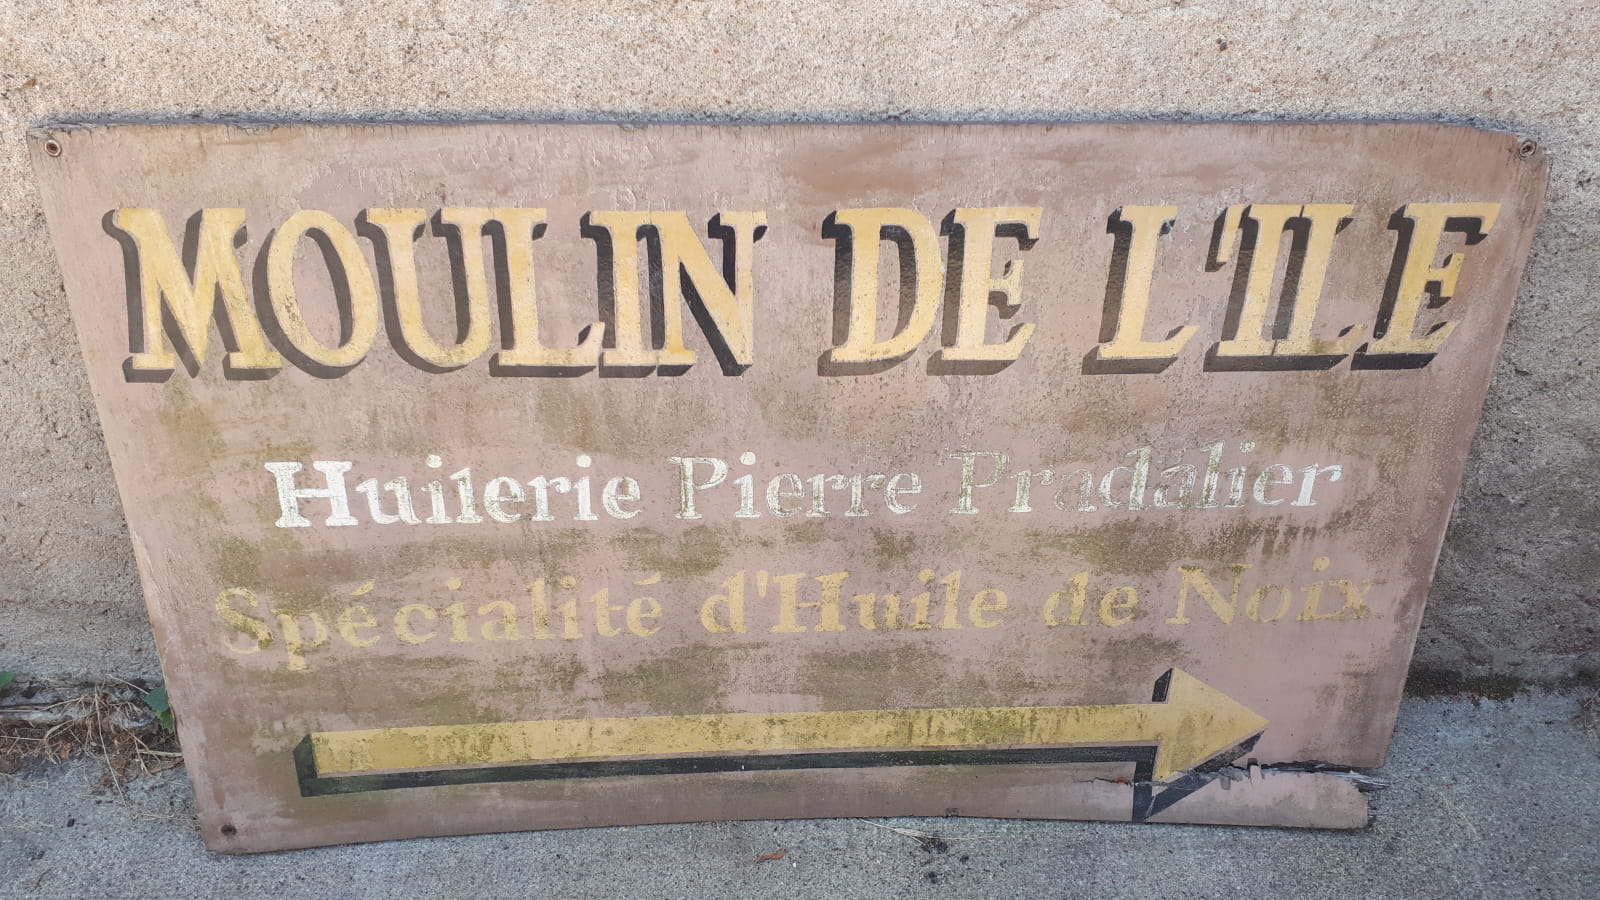 MOULIN DE L'ILE
Huilerie Pierre Pradalier
Spécialité d'Huile de Noix